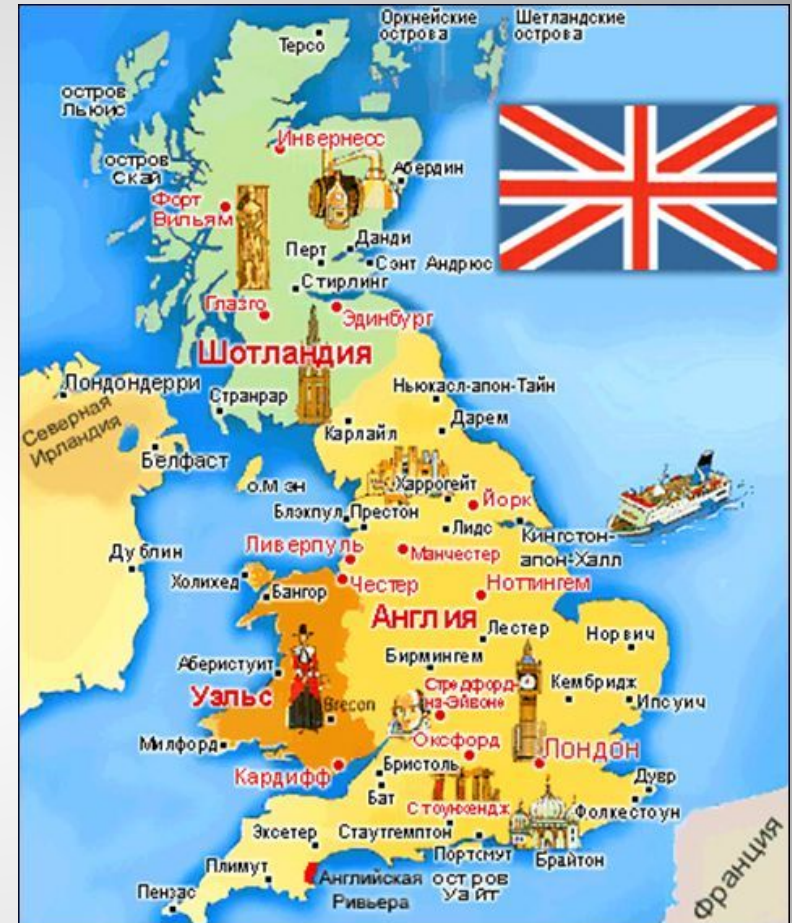 Оркнейские
острова
Шетландские
острова
Терсо
остров
Льюис
остров
Скай
Инвернесс
Абердин
Форт
Вильям
Данди
Перт
Сэнт Андрюс
Стирлинг
Глазго
Эдинбург
Шотландия
Лондондерри
Северная
Ирландия
Странрар
Ньюкасл-апон-Тайн
Дарем
Карлайл
Белфаст
о.Мэн
Харрогейт
Йорк
Блэкпул
Престон
Лидс
Кингстон-
апон-Халл
Дублин
Ливерпуль
Манчестер
Холихед
Честер
Бангор
Ноттингем
Англия
Лестер
Норвич
Аберистуит
Бирмингем
Уэльс
Brecon
Стредфорд-
на-Эйвоне
Кембридж
Ипсуич
Милфорд
Оксфорд
Лондон
Кардифф
Бристоль
Бат
Дувр
Стоунхендж
Фолкестоун
Эксетер
Стаутгемптон
Портсмут
Брайтон
Плимут
Английская
Ривьера
остров
Уайт
Пензас
Франция